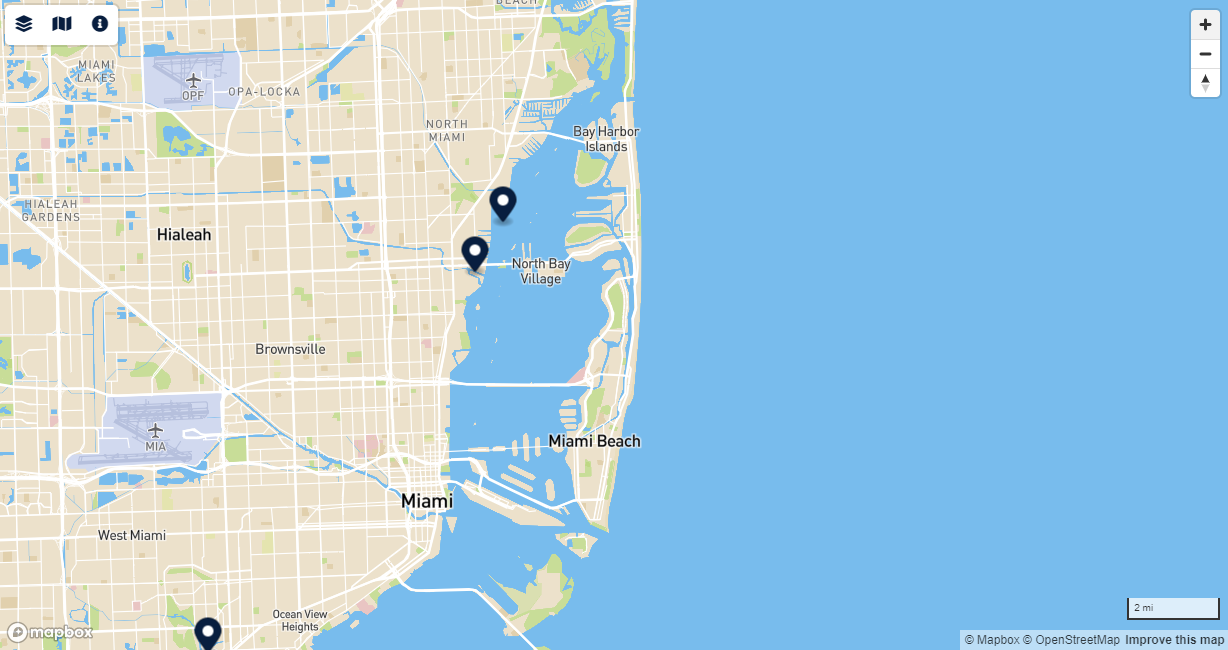 BEACH
MIAMI
LAKES
OPF
OPA-LOCKA
NORTH
MIAMI
Bay Harbor
Islands
HIALEAH
GARDENS
Hialeah
North Bay
Village
Brownsville
MIA
Miami Beach
Miami
West Miami
Ocean View
Heights
2 mi
mapbox
© Mapbox © OpenStreetMap Improve this map